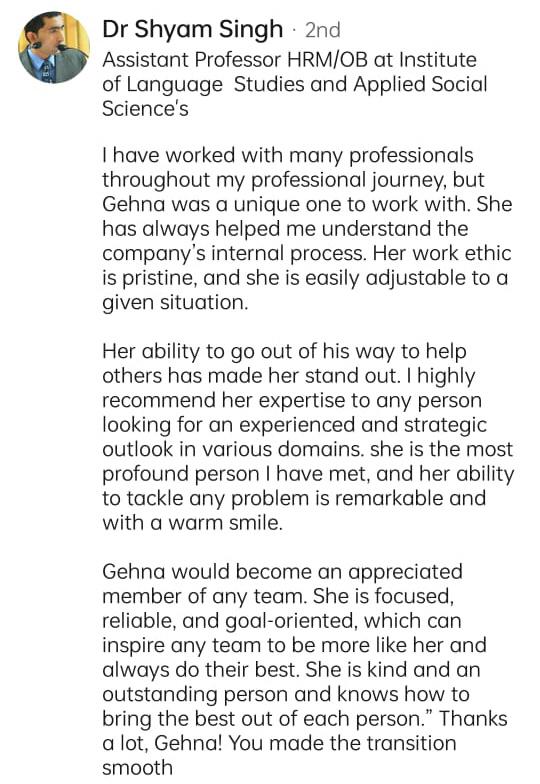 Dr Shyam Singh · 2nd
Assistant Professor HRM/OB at Institute
of Language Studies and Applied Social
Science's
I have worked with many professionals
throughout my professional journey, but
Gehna was a unique one to work with. She
has always helped me understand the
company's internal process. Her work ethic
is pristine, and she is easily adjustable to a
given situation.
Her ability to go out of his way to help
others has made her stand out. I highly
recommend her expertise to any person
looking for an experienced and strategic
outlook in various domains. she is the most
profound person I have met, and her ability
to tackle any problem is remarkable and
with a warm smile.
Gehna would become an appreciated
member of any team. She is focused,
reliable, and goal-oriented, which can
inspire any team to be more like her and
always do their best. She is kind and an
outstanding person and knows how to
bring the best out of each person.” Thanks
a lot, Gehna! You made the transition
smooth